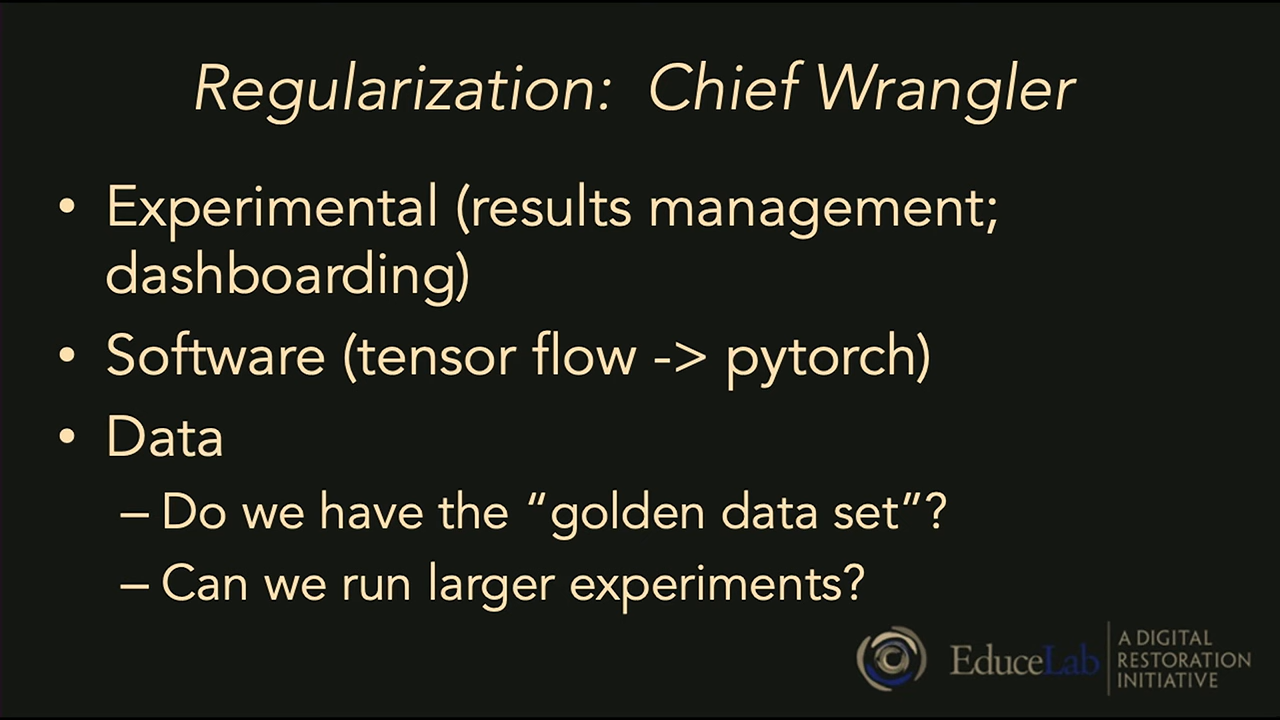 Regularization: Chief Wrangler
• Experimental (results management;
dashboarding)
• Software (tensor flow -> pytorch)
• Data
– Do we have the “golden data set”?
– Can we run larger experiments?
EduceLab
A DIGITAL
RESTORATION
INITIATIVE